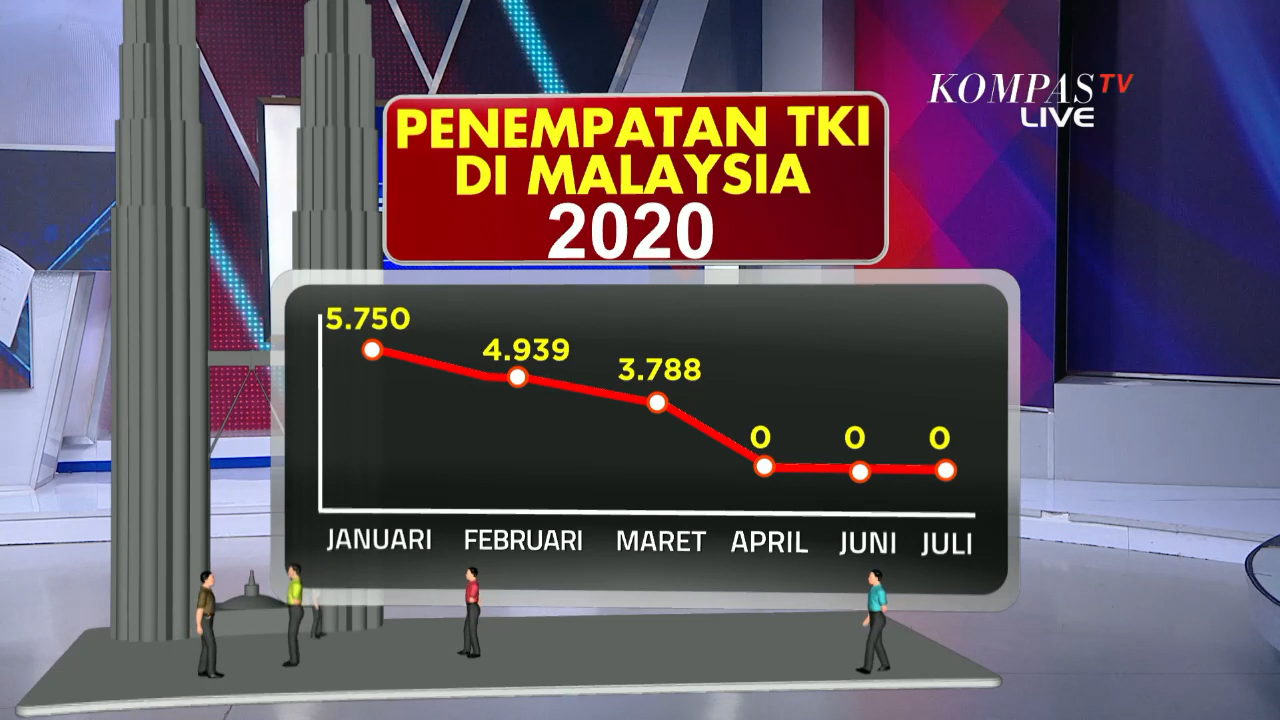 KOMPAS TV
LIVE
PENEMPATAN TKI
DI MALAYSIA
2020
5.750
4.939
3.788
0
0
0
JANUARI FEBRUARI MARET APRIL JUNI JULI